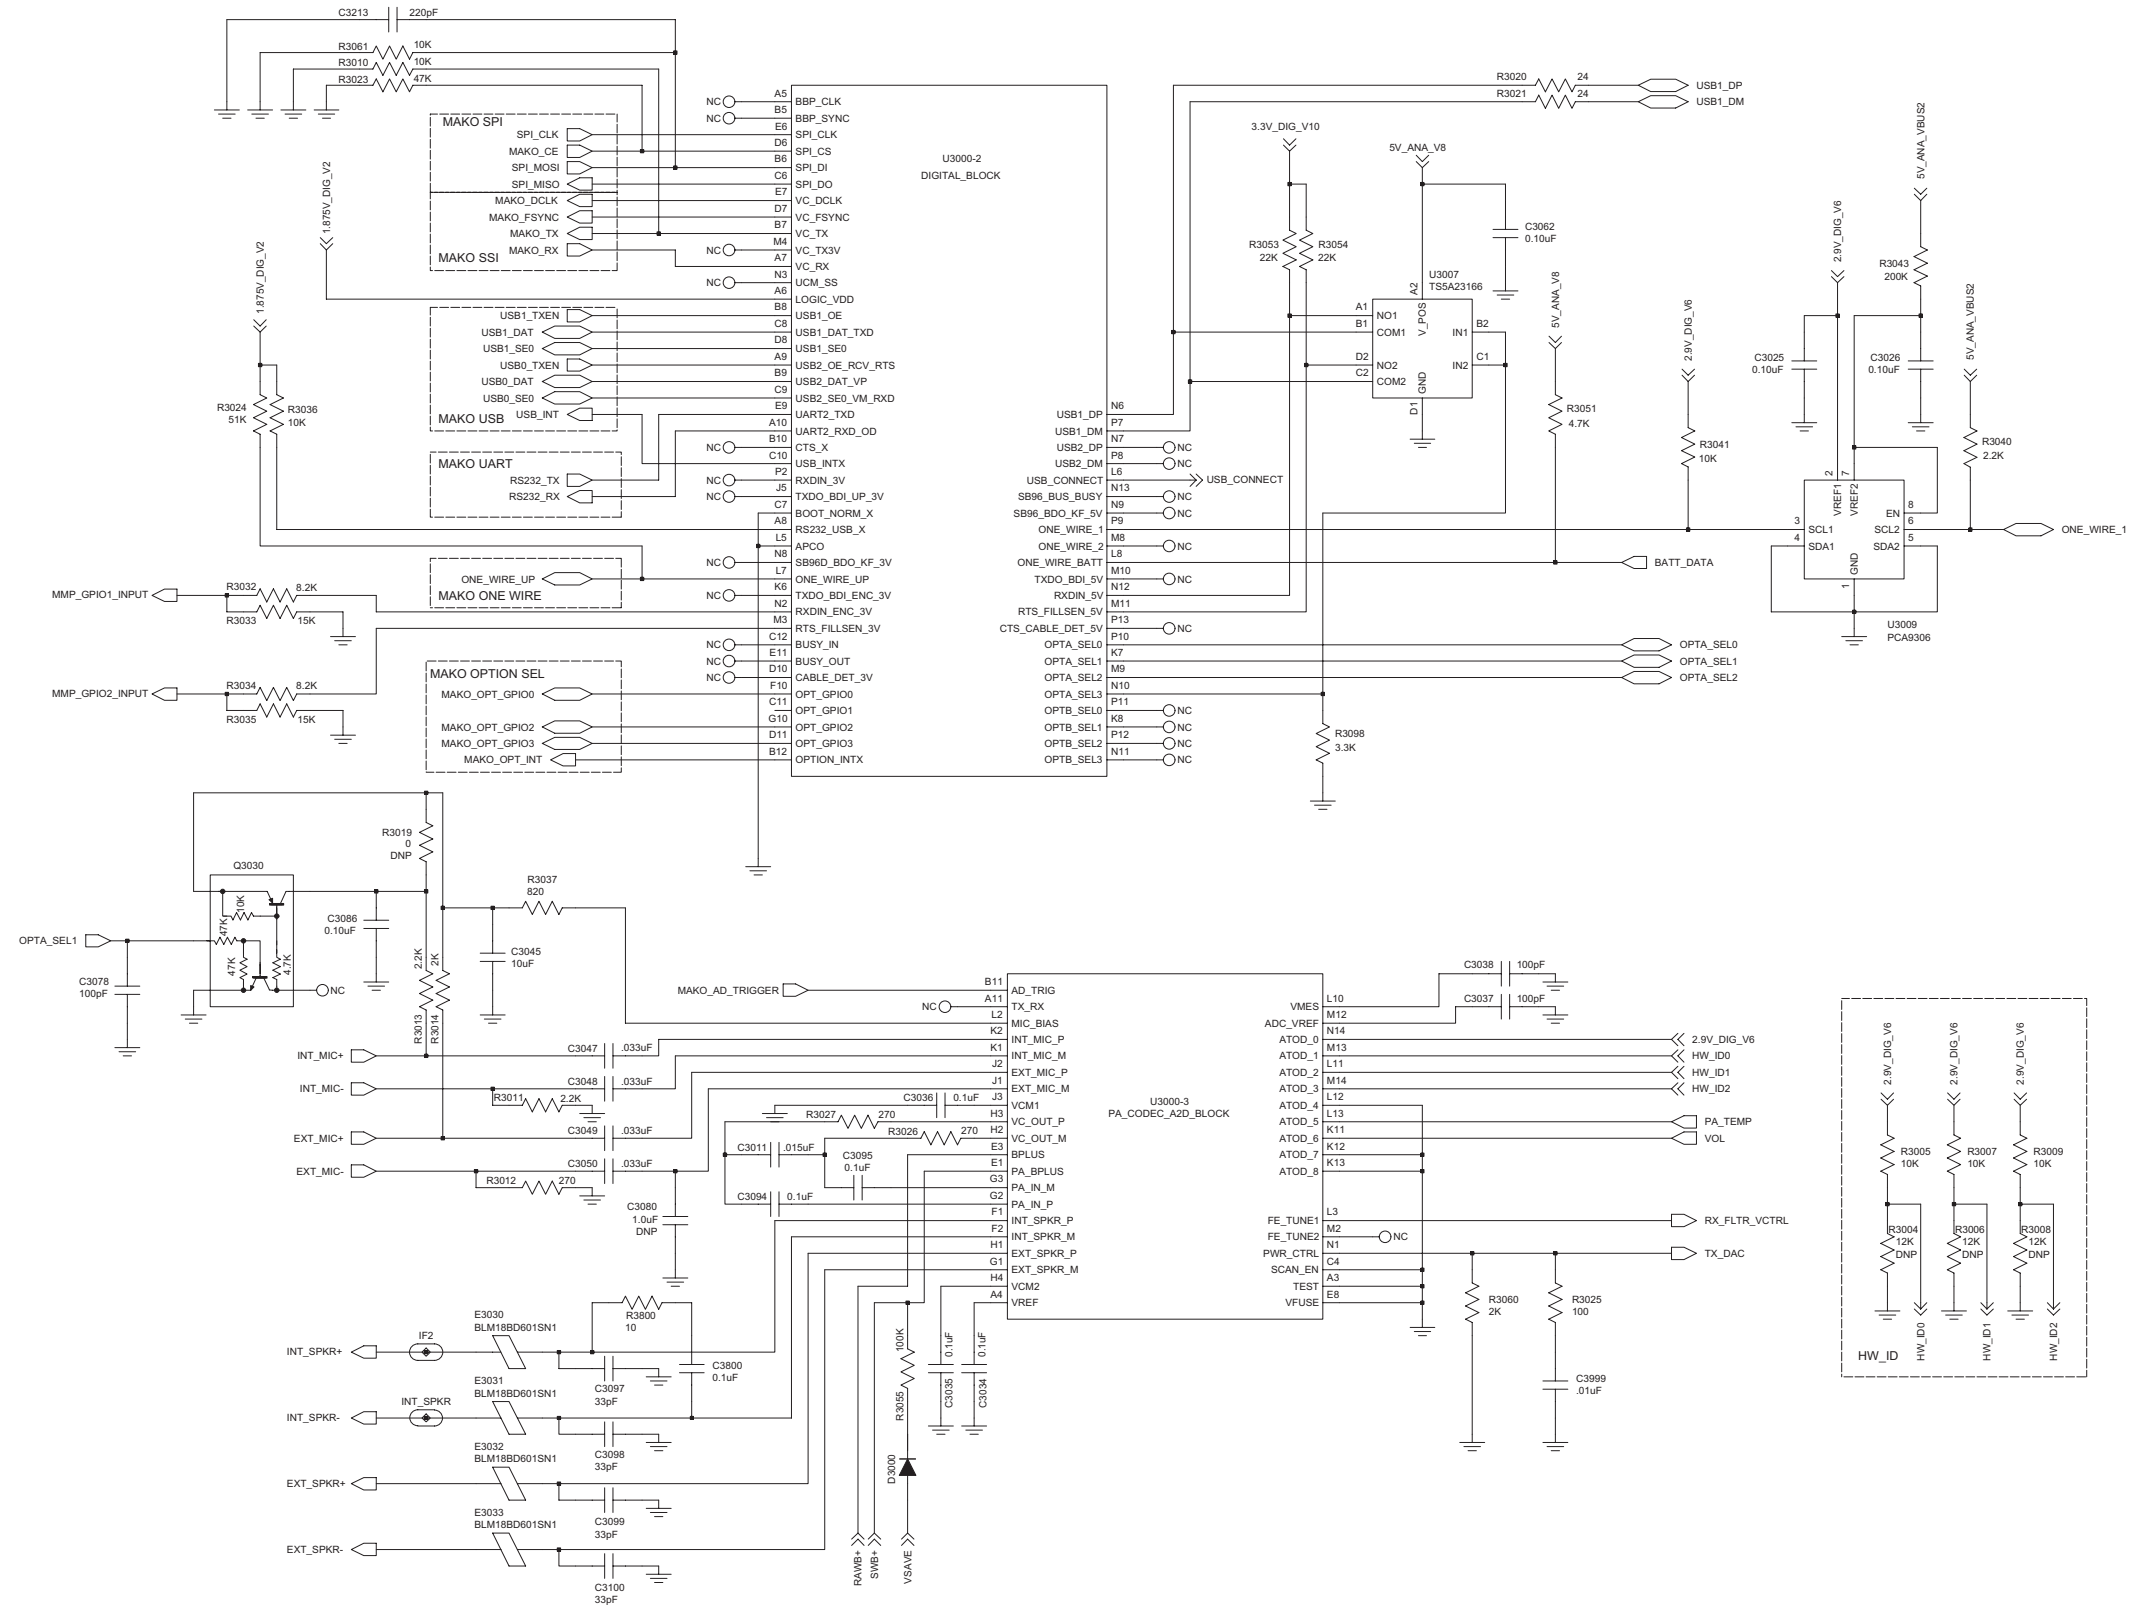 C3213 220pF
R3061 10K
R3010 10K
R3023 47K
MAKO SPI
SPI_CLK
MAKO_CE
SPI_MOSI
SPI_MISO
MAKO_DCLK
MAKO_FSYNC
MAKO_TX
MAKO_RX
MAKO SSI
1.875V_DIG_V2
1.875V_DIG_V2
USB1_TXEN
USB1_DAT
USB1_SE0
USB0_TXEN
USB0_DAT
USB0_SE0
USB_INT
MAKO USB
R3024
51K
R3036
10K
MAKO UART
RS232_TX
RS232_RX
ONE_WIRE_UP
MAKO ONE WIRE
MMP_GPIO1_INPUT
R3032 8.2K
R3033 15K
MMP_GPIO2_INPUT
R3034 8.2K
R3035 15K
MAKO OPTION SEL
MAKO_OPT_GPIO0
MAKO_OPT_GPIO2
MAKO_OPT_GPIO3
MAKO_OPT_INT
U3000-2
DIGITAL_BLOCK
NC A5 BBP_CLK
NC B5 BBP_SYNC
E6 SPI_CLK
D6 SPI_CS
B6 SPI_DI
C6 SPI_DO
E7 VC_DCLK
D7 VC_FSYNC
B7 VC_TX
NC M4 VC_TX3V
A7 VC_RX
NC N3 UCM_SS
A6 LOGIC_VDD
B8 USB1_OE
C8 USB1_DAT_TXD
D8 USB1_SE0
A9 USB2_OE_RCV_RTS
B9 USB2_DAT_VP
C9 USB2_SE0_VM_RXD
E9 UART2_TXD
A10 UART2_RXD_OD
NC B10 CTS_X
C10 USB_INTX
NC P2 RXDIN_3V
NC J5 TXDO_BDI_UP_3V
C7 BOOT_NORM_X
A8 RS232_USB_X
L5 APCO
NC N8 SB96D_BDO_KF_3V
L7 ONE_WIRE_UP
NC K6 TXDO_BDI_ENC_3V
N2 RXDIN_ENC_3V
M3 RTS_FILLSEN_3V
NC C12 BUSY_IN
NC E11 BUSY_OUT
NC D10 CABLE_DET_3V
F10 OPT_GPIO0
C11 OPT_GPIO1
G10 OPT_GPIO2
D11 OPT_GPIO3
B12 OPTION_INTX
USB1_DP N6
USB1_DM P7
USB2_DP N7 NC
USB2_DM P8 NC
USB_CONNECT L6 USB_CONNECT
SB96_BUS_BUSY N13 NC
SB96_BDO_KF_5V N9 NC
ONE_WIRE_1 P9
ONE_WIRE_2 M8 NC
ONE_WIRE_BATT L8
TXDO_BDI_5V M10 NC
RXDIN_5V N12
RTS_FILLSEN_5V M11
CTS_CABLE_DET_5V P13 NC
OPTA_SEL0 P10 OPTA_SEL0
OPTA_SEL1 K7 OPTA_SEL1
OPTA_SEL2 M9 OPTA_SEL2
OPTA_SEL3 N10
OPTB_SEL0 P11 NC
OPTB_SEL1 K8 NC
OPTB_SEL2 P12 NC
OPTB_SEL3 N11 NC
R3020 24 USB1_DP
R3021 24 USB1_DM
3.3V_DIG_V10
5V_ANA_V8
R3053
22K
R3054
22K
C3062
0.10uF
U3007
TS5A23166
A2 V_POS
A1 NO1
B1 COM1
D2 NO2
C2 COM2
IN1 B2
IN2 C1
D1 GND
5V_ANA_V8
R3051
4.7K
BATT_DATA
R3098
3.3K
2.9V_DIG_V6
R3041
10K
2.9V_DIG_V6
5V_ANA_VBUS2
R3043
200K
C3025
0.10uF
C3026
0.10uF
5V_ANA_VBUS2
R3040
2.2K
2 VREF1
7 VREF2
EN 8
3 SCL1
4 SDA1
SCL2 6
SDA2 5
GND 1
U3009
PCA9306
ONE_WIRE_1
R3019
0
DNP
Q3030
10K
47K
47K
4.7K
NC
OPTA_SEL1
C3078
100pF
C3086
0.10uF
R3037
820
C3045
10uF
2.2K
2K
R3013
R3014
INT_MIC+
C3047 .033uF
INT_MIC-
C3048 .033uF
R3011 2.2K
EXT_MIC+
C3049 .033uF
EXT_MIC-
C3050 .033uF
R3012 270
C3080
1.0uF
DNP
MAKO_AD_TRIGGER
C3036 0.1uF
R3027 270
R3026 270
C3011 .015uF
C3095
0.1uF
C3094 0.1uF
U3000-3
PA_CODEC_A2D_BLOCK
B11 AD_TRIG
NC A11 TX_RX
L2 MIC_BIAS
K2 INT_MIC_P
K1 INT_MIC_M
J2 EXT_MIC_P
J1 EXT_MIC_M
J3 VCM1
H3 VC_OUT_P
H2 VC_OUT_M
E3 BPLUS
E1 PA_BPLUS
G3 PA_IN_M
G2 PA_IN_P
F1 INT_SPKR_P
F2 INT_SPKR_M
H1 EXT_SPKR_P
G1 EXT_SPKR_M
H4 VCM2
A4 VREF
VMES L10
ADC_VREF M12
ATOD_0 N14
ATOD_1 M13
ATOD_2 L11
ATOD_3 M14
ATOD_4 L12
ATOD_5 L13
ATOD_6 K11
ATOD_7 K12
ATOD_8 K13
FE_TUNE1 L3
FE_TUNE2 M2 NC
PWR_CTRL N1
SCAN_EN C4
TEST A3
VFUSE E8
C3038 100pF
C3037 100pF
2.9V_DIG_V6
HW_ID0
HW_ID1
HW_ID2
PA_TEMP
VOL
RX_FLTR_VCTRL
TX_DAC
R3060
2K
R3025
100
C3999
.01uF
2.9V_DIG_V6
2.9V_DIG_V6
2.9V_DIG_V6
R3005
10K
R3007
10K
R3009
10K
R3004
12K
DNP
R3006
12K
DNP
R3008
12K
DNP
HW_ID
HW_ID0
HW_ID1
HW_ID2
R3800
10
C3800
0.1uF
E3030
BLM18BD601SN1
INT_SPKR+
IF2
C3097
33pF
E3031
BLM18BD601SN1
INT_SPKR-
INT_SPKR
C3098
33pF
E3032
BLM18BD601SN1
EXT_SPKR+
C3099
33pF
E3033
BLM18BD601SN1
EXT_SPKR-
C3100
33pF
100K
R3055
D3000
0.1uF
C3035
0.1uF
C3034
RAWB+
SWB+
VSAVE